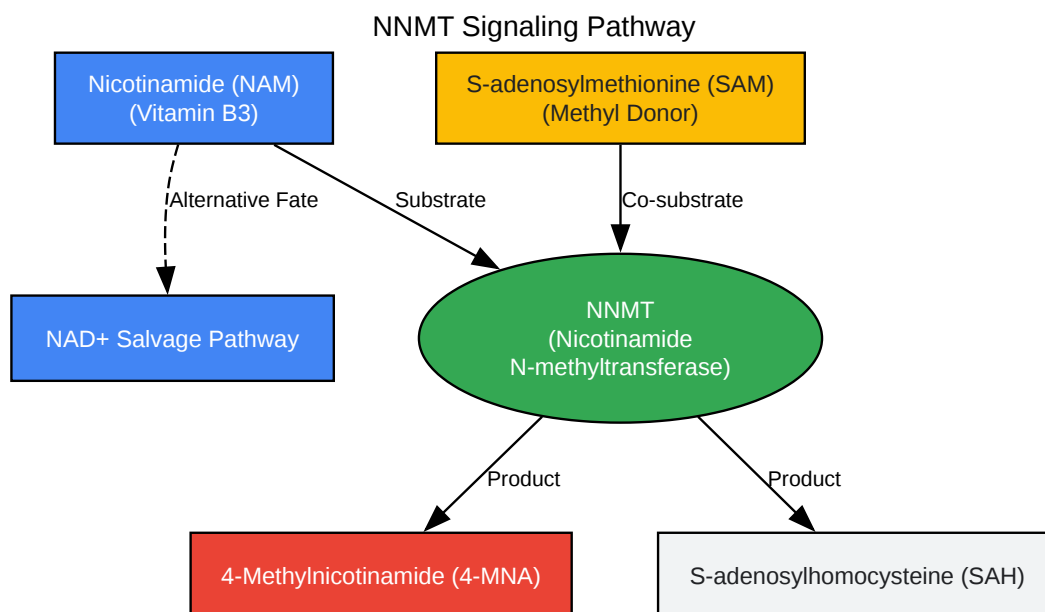 NNMT Signaling Pathway
Nicotinamide (NAM)
(Vitamin B3)
S-adenosylmethionine (SAM)
(Methyl Donor)
Alternative Fate
Substrate
Co-substrate
NAD+ Salvage Pathway
NNMT
(Nicotinamide
N-methyltransferase)
Product
Product
4-Methylnicotinamide (4-MNA)
S-adenosylhomocysteine (SAH)